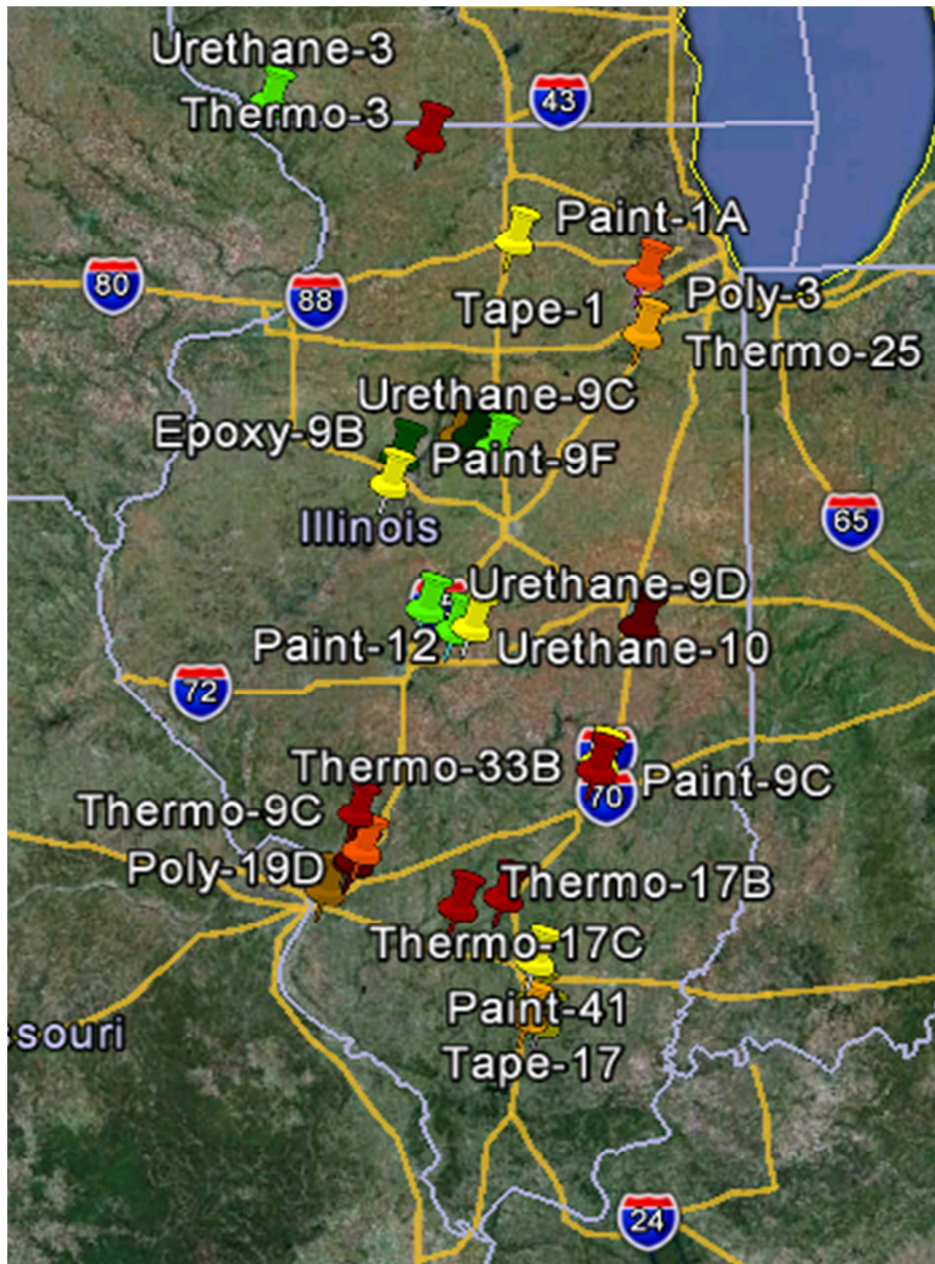 Urethane-3
Thermo-3
43
Paint-1A
80
88
Tape-1
Poly-3
Thermo-25
Urethane-9C
Epoxy-9B
Paint-9F
Illinois
65
Urethane-9D
Paint-12
Urethane-10
72
Thermo-33B
Paint-9C
70
Thermo-9C
Poly-19D
Thermo-17B
Thermo-17C
Paint-41
ssouri
Tape-17
24